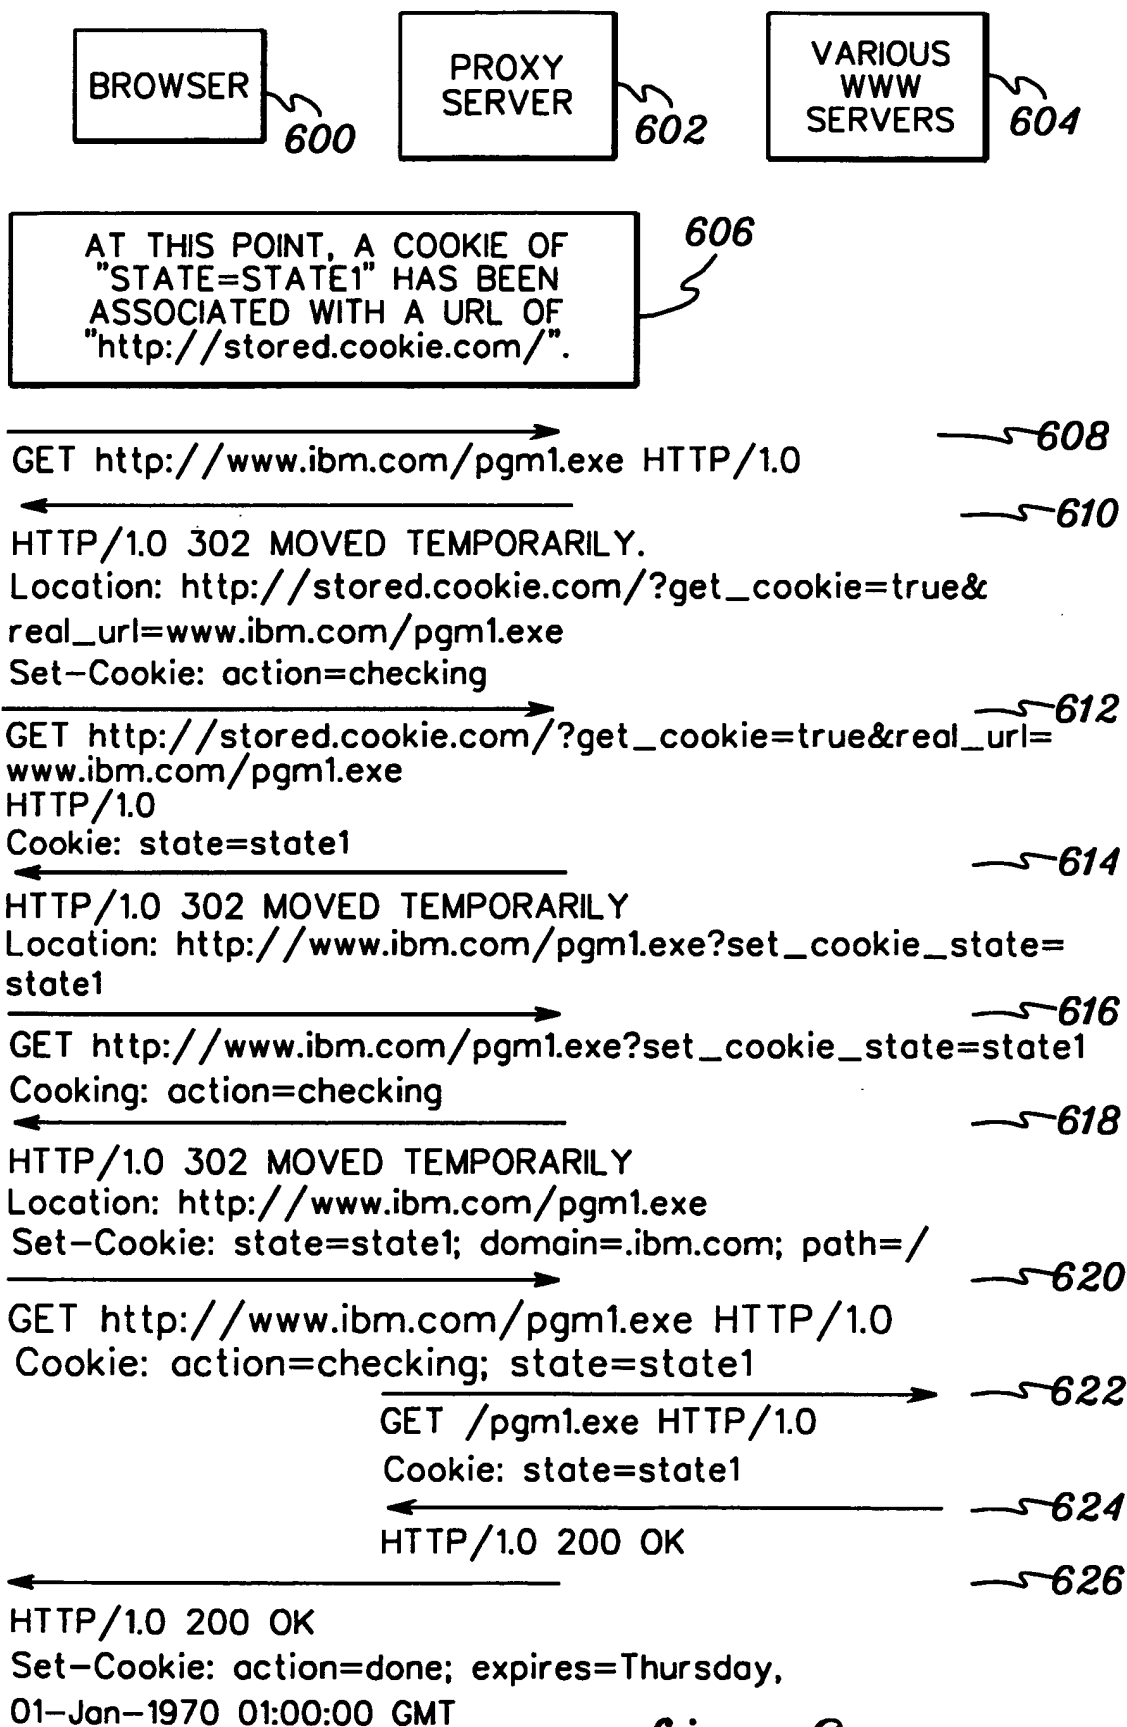 BROWSER
600
PROXY
SERVER
602
VARIOUS
WWW
SERVERS
604
AT THIS POINT, A COOKIE OF
"STATE=STATE1" HAS BEEN
ASSOCIATED WITH A URL OF
"http://stored.cookie.com/".
606
608
GET http://www.ibm.com/pgm1.exe HTTP/1.0
610
HTTP/1.0 302 MOVED TEMPORARILY.
Location: http://stored.cookie.com/?get_cookie=true&
real_url=www.ibm.com/pgm1.exe
Set-Cookie: action=checking
612
GET http://stored.cookie.com/?get_cookie=true&real_url=
www.ibm.com/pgm1.exe
HTTP/1.0
Cookie: state=state1
614
HTTP/1.0 302 MOVED TEMPORARILY
Location: http://www.ibm.com/pgm1.exe?set_cookie_state=
state1
616
GET http://www.ibm.com/pgm1.exe?set_cookie_state=state1
Cooking: action=checking
618
HTTP/1.0 302 MOVED TEMPORARILY
Location: http://www.ibm.com/pgm1.exe
Set-Cookie: state=state1; domain=.ibm.com; path=/
620
GET http://www.ibm.com/pgm1.exe HTTP/1.0
Cookie: action=checking; state=state1
622
GET /pgm1.exe HTTP/1.0
Cookie: state=state1
624
HTTP/1.0 200 OK
626
HTTP/1.0 200 OK
Set-Cookie: action=done; expires=Thursday,
01-Jan-1970 01:00:00 GMT